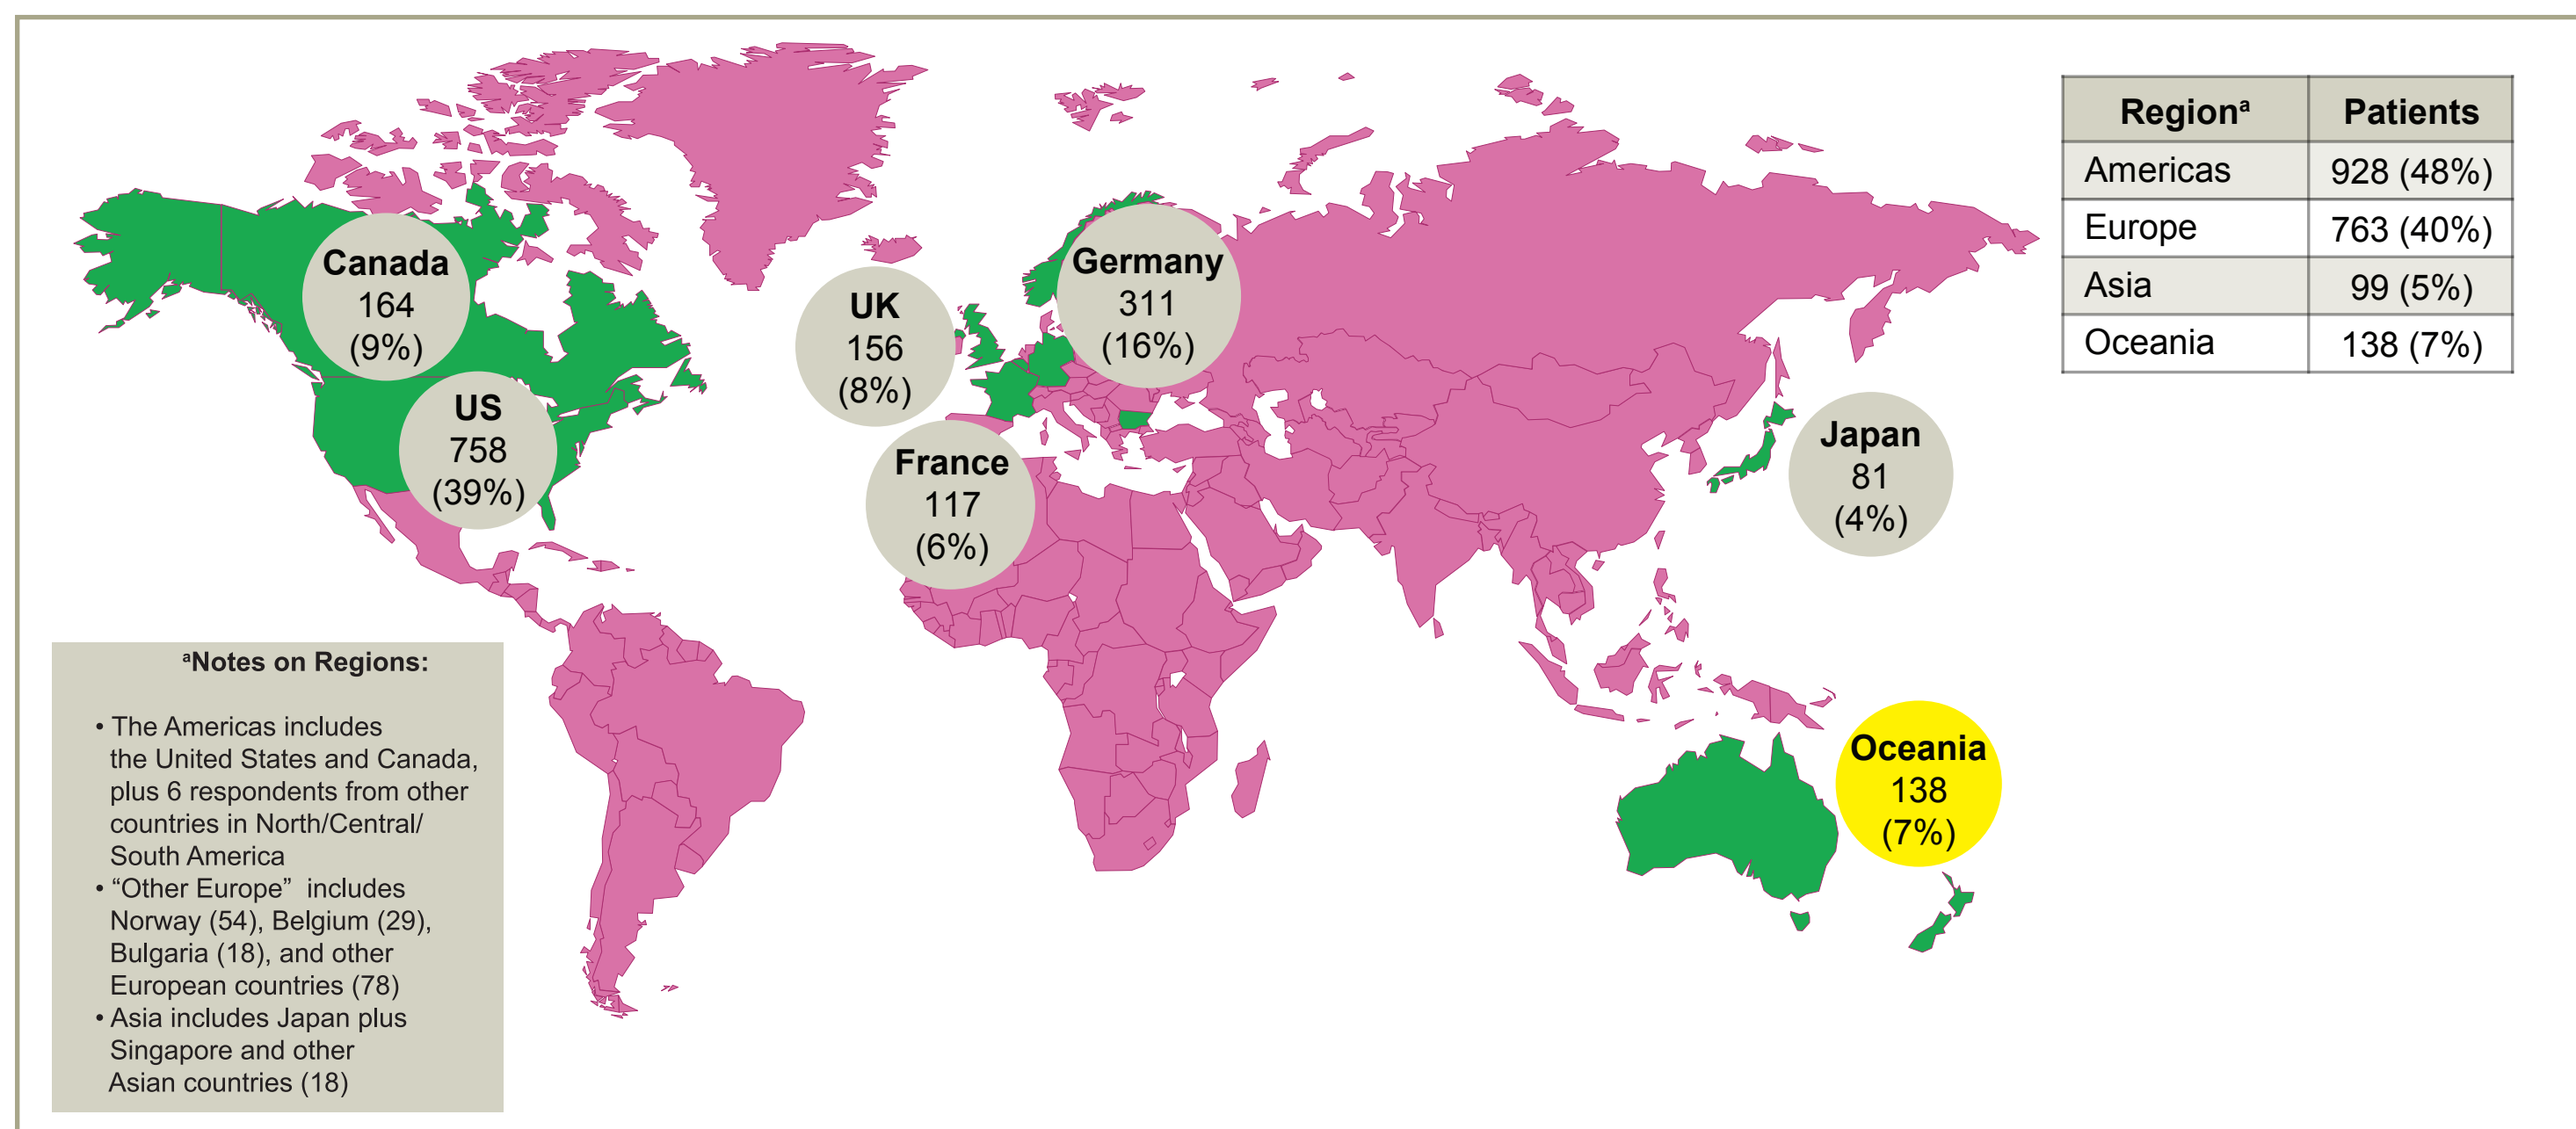 Regionᵃ Patients
Americas 928 (48%)
Europe 763 (40%)
Asia 99 (5%)
Oceania 138 (7%)
Canada
164
(9%)
US
758
(39%)
UK
156
(8%)
Germany
311
(16%)
France
117
(6%)
Japan
81
(4%)
Oceania
138
(7%)
ᵃNotes on Regions:
• The Americas includes
the United States and Canada,
plus 6 respondents from other
countries in North/Central/
South America
• “Other Europe” includes
Norway (54), Belgium (29),
Bulgaria (18), and other
European countries (78)
• Asia includes Japan plus
Singapore and other
Asian countries (18)